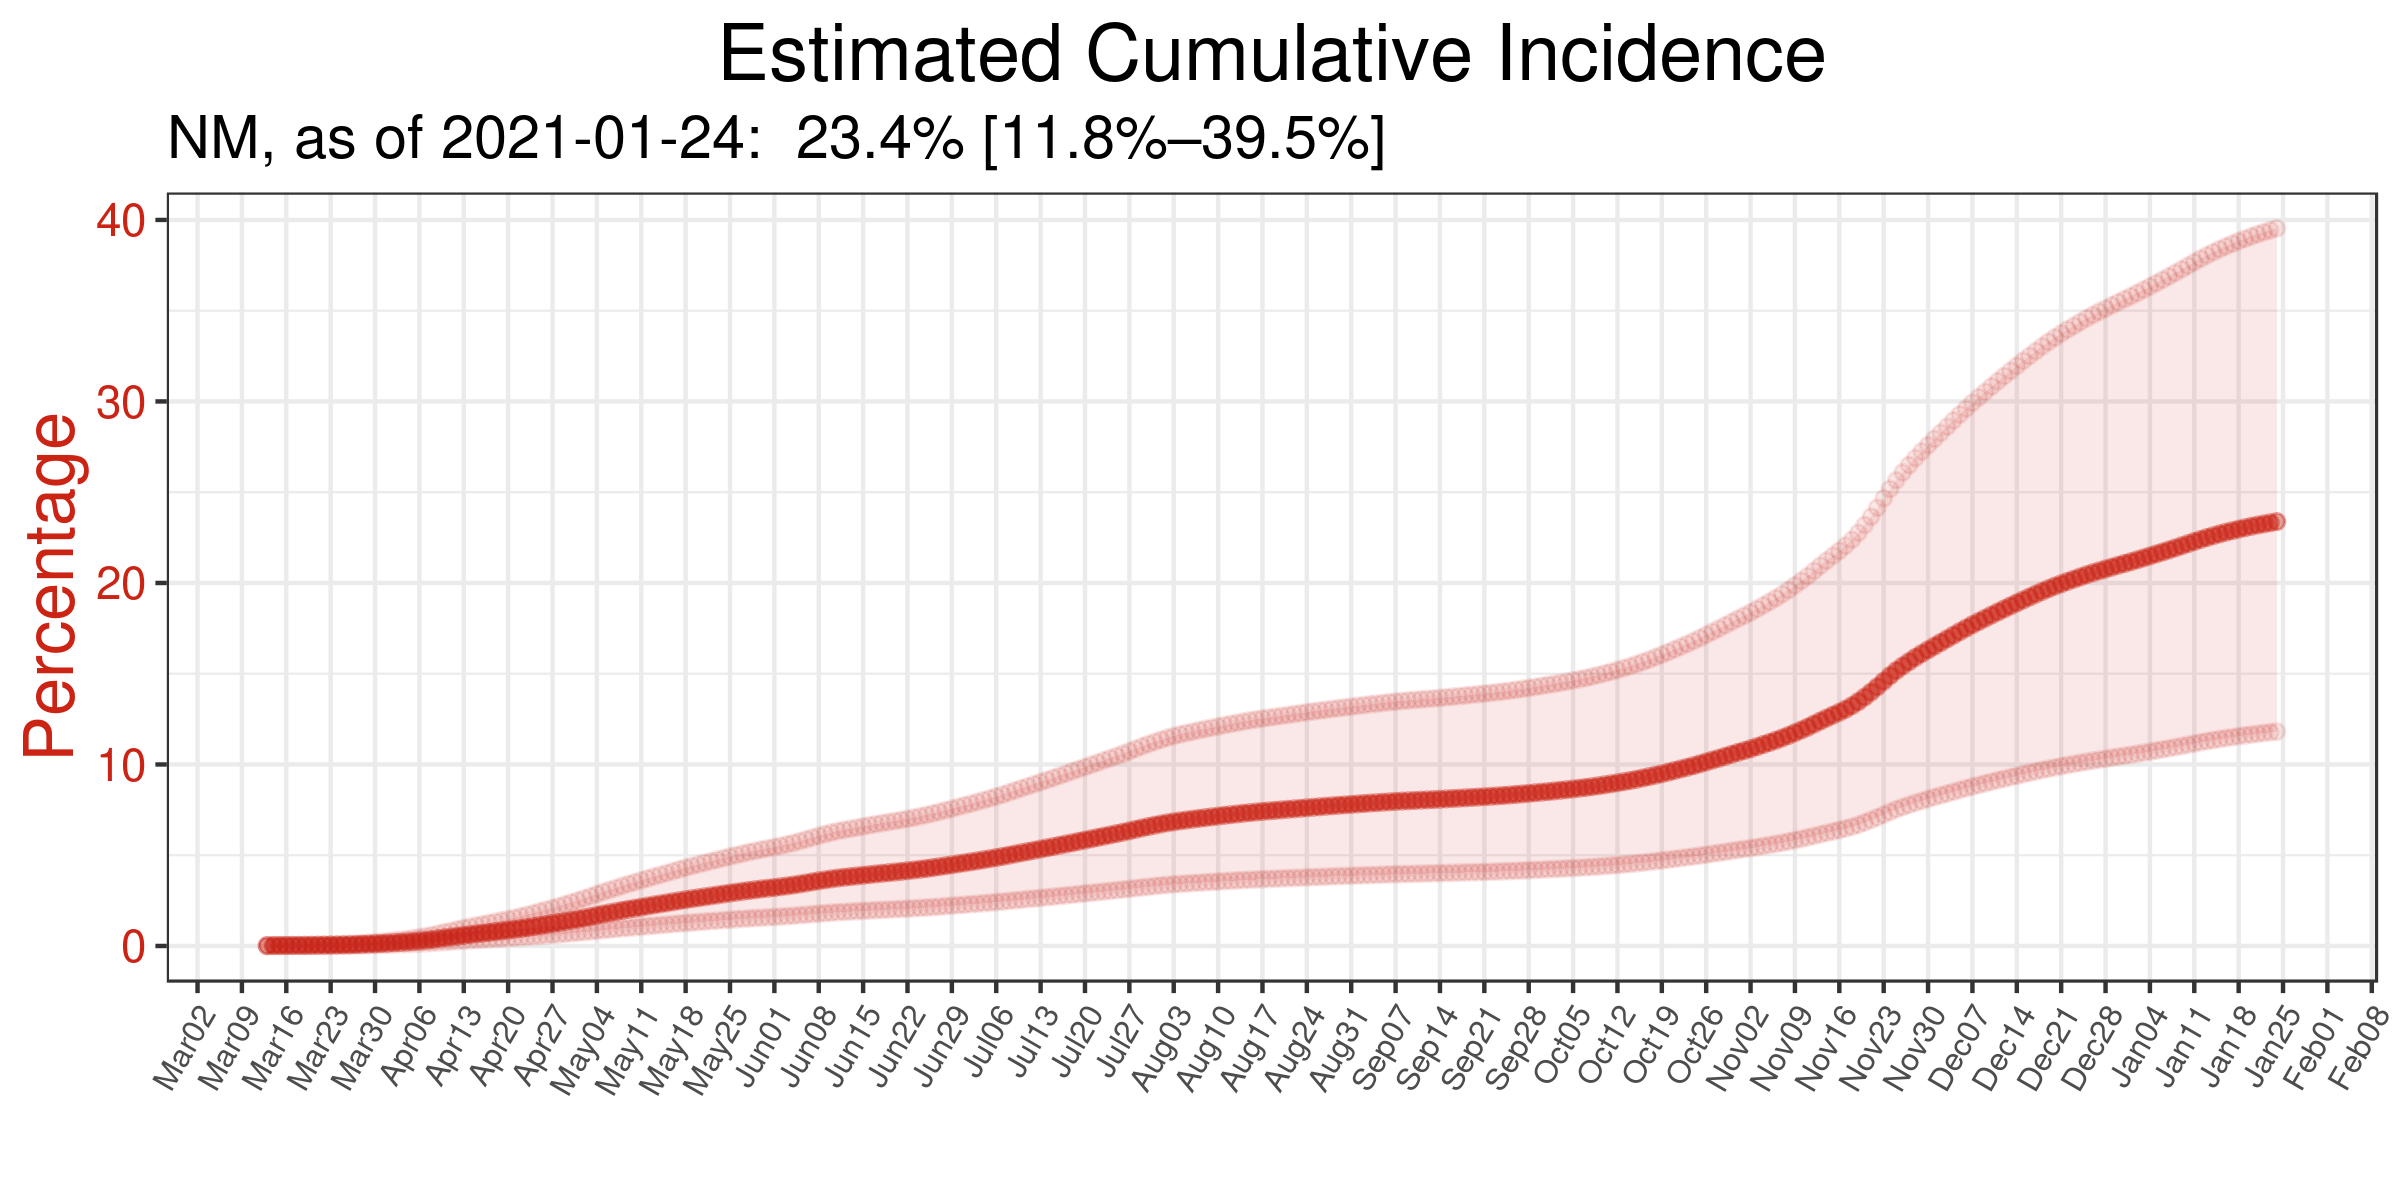 Estimated Cumulative Incidence
NM, as of 2021-01-24:  23.4% [11.8%–39.5%]
Percentage
40
30
20
10
0
Mar02 Mar09 Mar16 Mar23 Mar30 Apr06 Apr13 Apr20 Apr27 May04 May11 May18 May25 Jun01 Jun08 Jun15 Jun22 Jun29 Jul06 Jul13 Jul20 Jul27 Aug03 Aug10 Aug17 Aug24 Aug31 Sep07 Sep14 Sep21 Sep28 Oct05 Oct12 Oct19 Oct26 Nov02 Nov09 Nov16 Nov23 Nov30 Dec07 Dec14 Dec21 Dec28 Jan04 Jan11 Jan18 Jan25 Feb01 Feb08